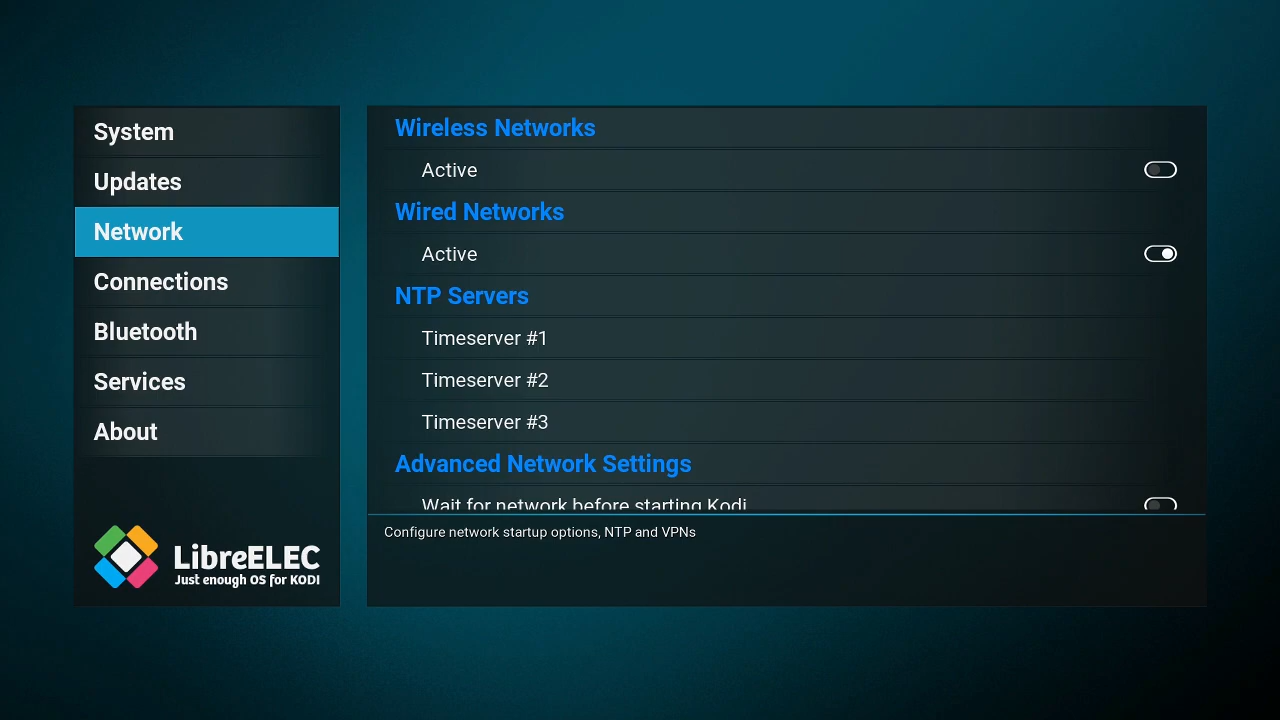 System
Updates
Network
Connections
Bluetooth
Services
About
LibreELEC
Just enough OS for KODI
Wireless Networks
Active
Wired Networks
Active
NTP Servers
Timeserver #1
Timeserver #2
Timeserver #3
Advanced Network Settings
Wait for network before starting Kodi
Configure network startup options, NTP and VPNs